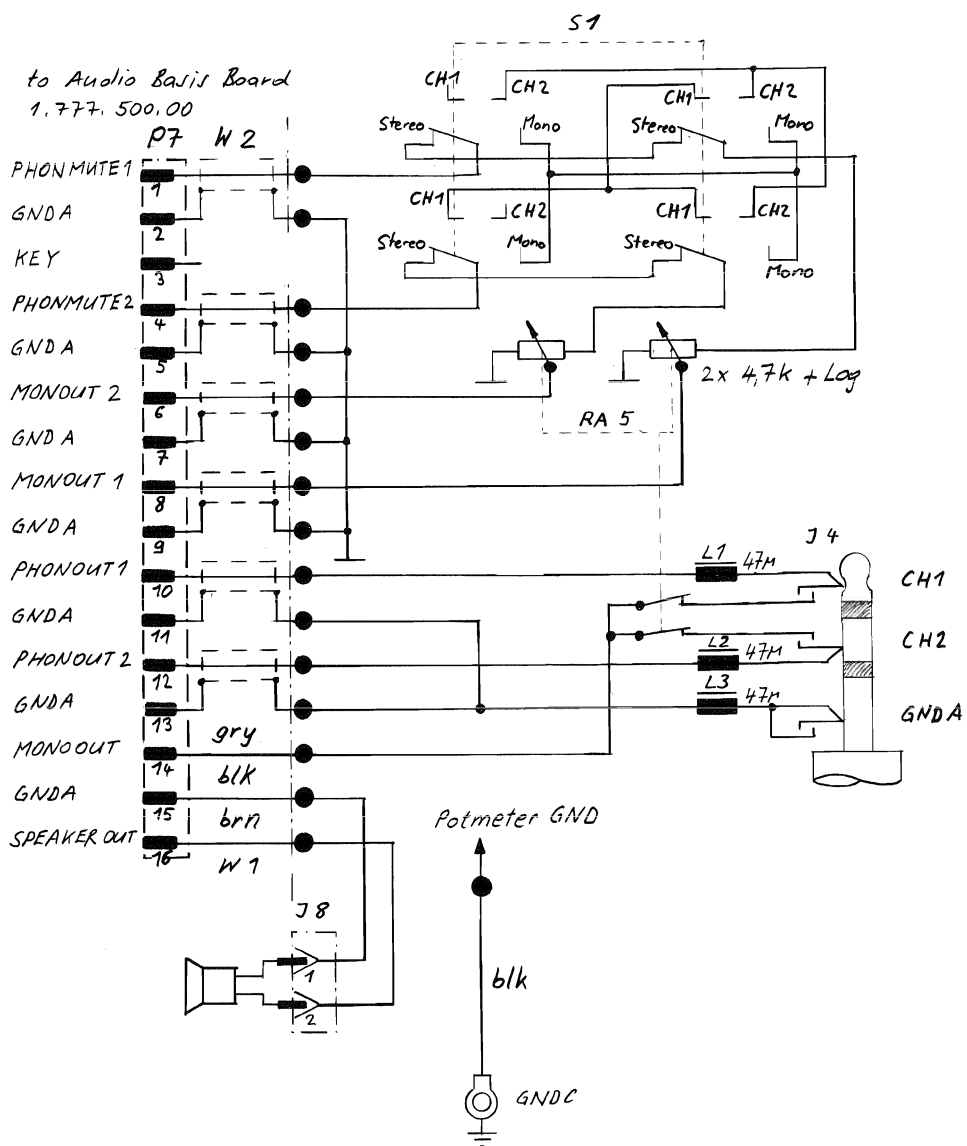 S1
to Audio Basis Board
1.777.500.00
P7 W2
CH1 CH2 CH1 CH2
Stereo Mono Stereo Mono
PHONMUTE1 1
GNDA 2
CH1 CH2 CH1 CH2
KEY 3
Stereo Mono Stereo Mono
PHONMUTE2 4
GNDA 5
2x 4,7k + Log
MONOUT 2 6
RA 5
GNDA 7
MONOUT 1 8
GNDA 9
J4
PHONOUT1 10
L1 47µ CH1
GNDA 11
CH2
PHONOUT 2 12
L2 47µ
GNDA 13
L3 47µ GNDA
gry
MONOOUT 14
blk
GNDA 15
brn
Potmeter GND
SPEAKER OUT 16
W1
J8
1
blk
2
GNDC